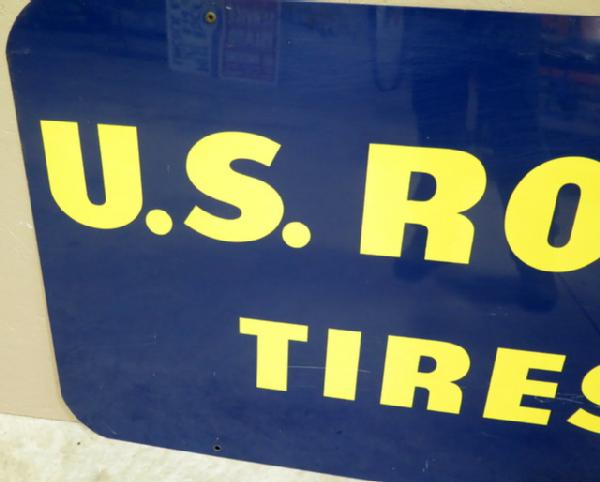 U.S. RO
TIRES